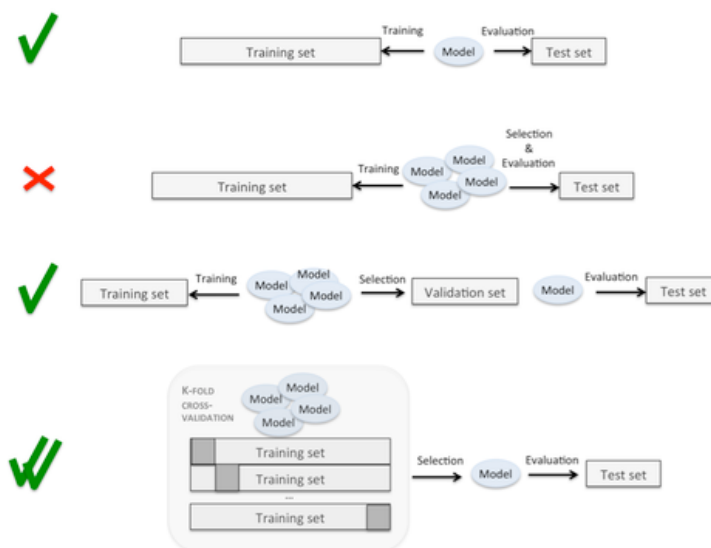 Training
Evaluation
Training set
Model
Test set
Selection
&
Evaluation
Training
Model
Model
Model
Model
Training set
Test set
Training
Model
Model
Model
Model
Selection
Evaluation
Training set
Validation set
Model
Test set
K-FOLD
CROSS-
VALIDATION
Model
Model
Model
Model
Training set
Training set
...
Training set
Selection
Model
Evaluation
Test set